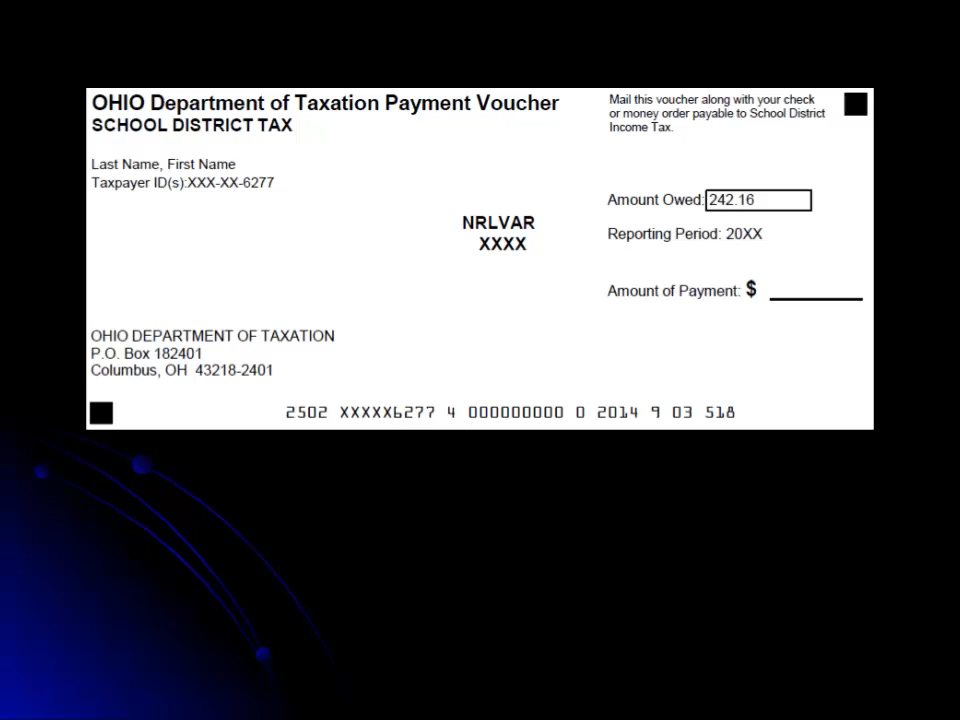 OHIO Department of Taxation Payment Voucher
SCHOOL DISTRICT TAX
Mail this voucher along with your check
or money order payable to School District
Income Tax.
Last Name, First Name
Taxpayer ID(s):XXX-XX-6277
Amount Owed: 242.16
NRLVAR
XXXX
Reporting Period: 20XX
Amount of Payment: $
OHIO DEPARTMENT OF TAXATION
P.O. Box 182401
Columbus, OH 43218-2401
2502 XXXXX6277 4 000000000 0 2014 9 03 518